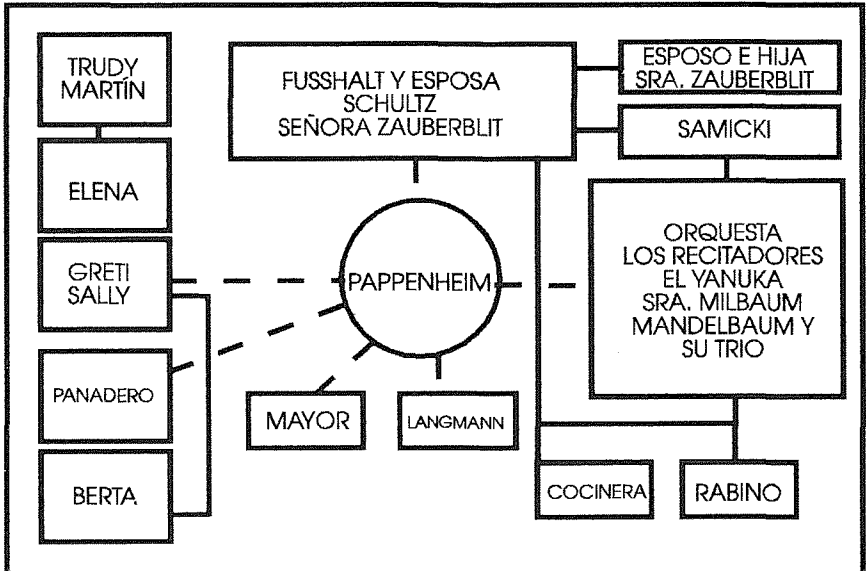 TRUDY
MARTÍN
ELENA
GRETI
SALLY
PANADERO
BERTA
FUSSHALT Y ESPOSA
SCHULTZ
SEÑORA ZAUBERBLIT
PAPPENHEIM
MAYOR
LANGMANN
ESPOSO E HIJA
SRA. ZAUBERBLIT
SAMICKI
ORQUESTA
LOS RECITADORES
EL YANUKA
SRA. MILBAUM
MANDELBAUM Y
SU TRIO
COCINERA
RABINO